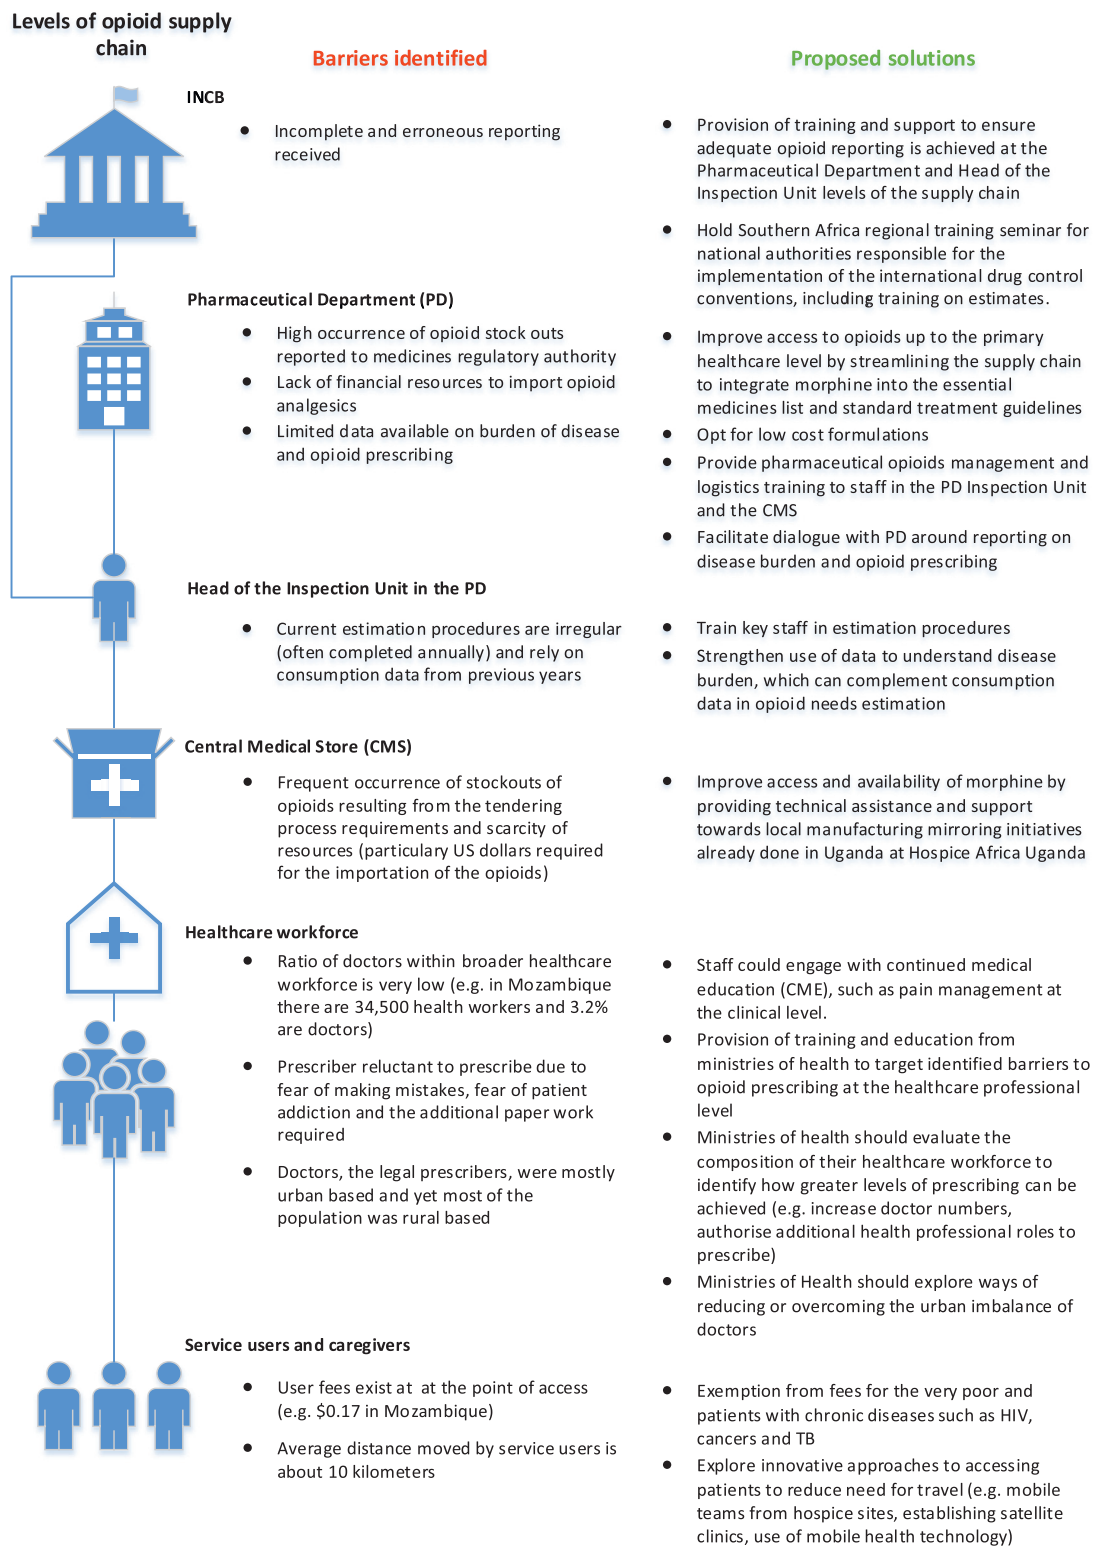 Levels of opioid supply
chain
Barriers identified
Proposed solutions
INCB
• Incomplete and erroneous reporting
received
• Provision of training and support to ensure
adequate opioid reporting is achieved at the
Pharmaceutical Department and Head of the
Inspection Unit levels of the supply chain
• Hold Southern Africa regional training seminar for
national authorities responsible for the
implementation of the international drug control
conventions, including training on estimates.
Pharmaceutical Department (PD)
• High occurrence of opioid stock outs
reported to medicines regulatory authority
• Lack of financial resources to import opioid
analgesics
• Limited data available on burden of disease
and opioid prescribing
• Improve access to opioids up to the primary
healthcare level by streamlining the supply chain
to integrate morphine into the essential
medicines list and standard treatment guidelines
• Opt for low cost formulations
• Provide pharmaceutical opioids management and
logistics training to staff in the PD Inspection Unit
and the CMS
• Facilitate dialogue with PD around reporting on
disease burden and opioid prescribing
Head of the Inspection Unit in the PD
• Current estimation procedures are irregular
(often completed annually) and rely on
consumption data from previous years
• Train key staff in estimation procedures
• Strengthen use of data to understand disease
burden, which can complement consumption
data in opioid needs estimation
Central Medical Store (CMS)
• Frequent occurrence of stockouts of
opioids resulting from the tendering
process requirements and scarcity of
resources (particulary US dollars required
for the importation of the opioids)
• Improve access and availability of morphine by
providing technical assistance and support
towards local manufacturing mirroring initiatives
already done in Uganda at Hospice Africa Uganda
Healthcare workforce
• Ratio of doctors within broader healthcare
workforce is very low (e.g. in Mozambique
there are 34,500 health workers and 3.2%
are doctors)
• Prescriber reluctant to prescribe due to
fear of making mistakes, fear of patient
addiction and the additional paper work
required
• Doctors, the legal prescribers, were mostly
urban based and yet most of the
population was rural based
• Staff could engage with continued medical
education (CME), such as pain management at
the clinical level.
• Provision of training and education from
ministries of health to target identified barriers to
opioid prescribing at the healthcare professional
level
• Ministries of health should evaluate the
composition of their healthcare workforce to
identify how greater levels of prescribing can be
achieved (e.g. increase doctor numbers,
authorise additional health professional roles to
prescribe)
• Ministries of Health should explore ways of
reducing or overcoming the urban imbalance of
doctors
Service users and caregivers
• User fees exist at at the point of access
(e.g. $0.17 in Mozambique)
• Average distance moved by service users is
about 10 kilometers
• Exemption from fees for the very poor and
patients with chronic diseases such as HIV,
cancers and TB
• Explore innovative approaches to accessing
patients to reduce need for travel (e.g. mobile
teams from hospice sites, establishing satellite
clinics, use of mobile health technology)